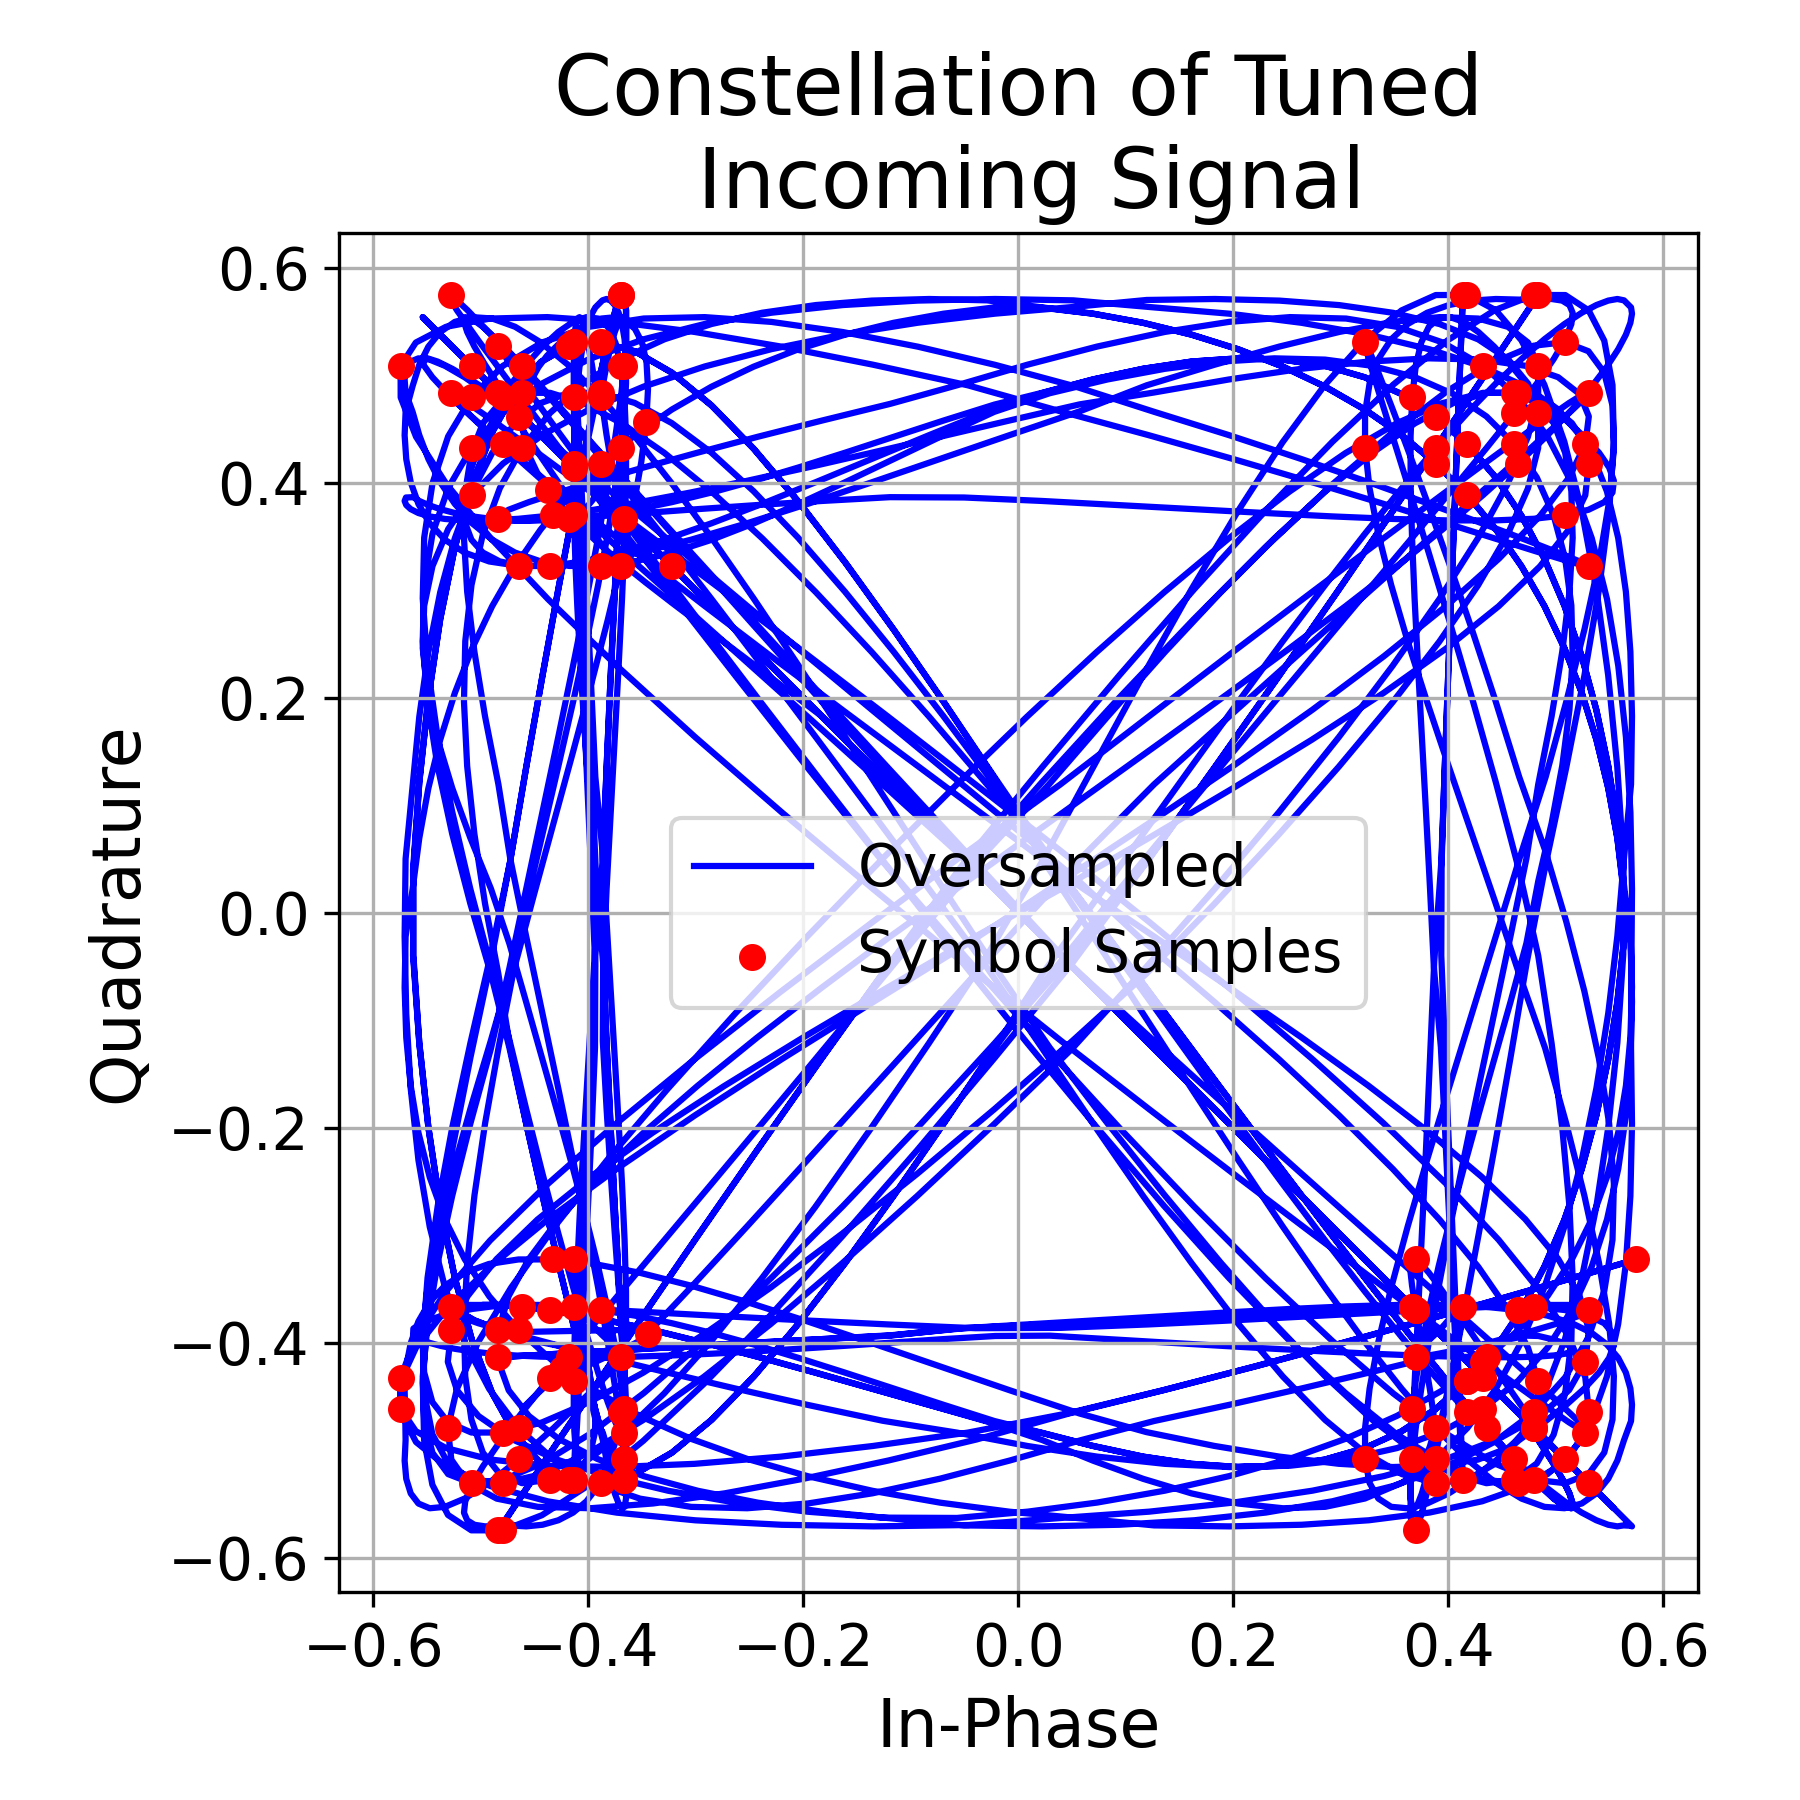 Constellation of Tuned
Incoming Signal
0.6
0.4
0.2
0.0
−0.2
−0.4
−0.6
Quadrature
Oversampled
Symbol Samples
−0.6 −0.4 −0.2 0.0 0.2 0.4 0.6
In-Phase